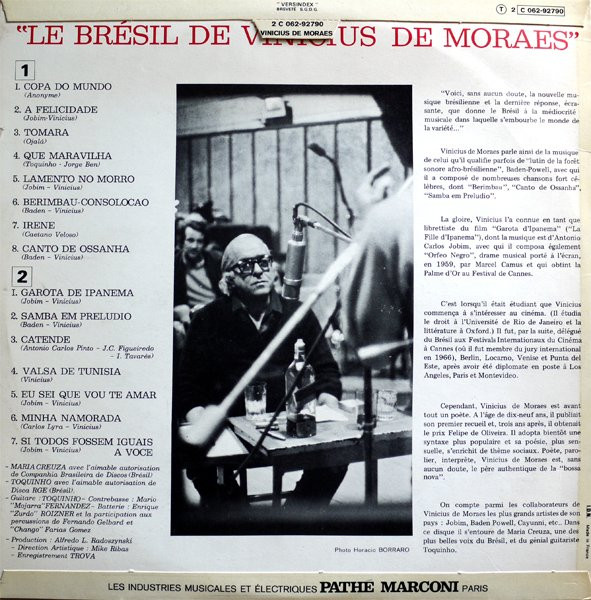 "VERSINDEX"
BREVETÉ S.G.D.G.
T 2 C 062-92790
2 C 062-92790
VINICIUS DE MORAES
"LE BRÉSIL DE VINICIUS DE MORAES"
1
1. COPA DO MUNDO
(Anonyme)
2. A FELICIDADE
(Jobim-Vinicius)
3. TOMARA
(Ojalá)
4. QUE MARAVILHA
(Toquinho - Jorge Ben)
5. LAMENTO NO MORRO
(Jobim - Vinicius)
6. BERIMBAU-CONSOLOCAO
(Baden - Vinicius)
7. IRENE
(Caetano Veloso)
8. CANTO DE OSSANHA
(Baden - Vinicius)
2
1. GAROTA DE IPANEMA
(Jobim - Vinicius)
2. SAMBA EM PRELUDIO
(Baden - Vinicius)
3. CATENDE
(Antonio Carlos Pinto - J.C. Figueiredo
- I. Tavarès)
4. VALSA DE TUNISIA
(Vinicius)
5. EU SEI QUE VOU TE AMAR
(Jobim - Vinicius)
6. MINHA NAMORADA
(Carlos Lyra - Vinicius)
7. SI TODOS FOSSEM IGUAIS
(Jobim - Vinicius) A VOCE
- MARIA CREUZA avec l'aimable autorisation
de Companhia Brasileira de Discos (Brésil)
- TOQUINHO avec l'aimable autorisation de
Disco RGE (Brésil).
- Guitare : TOQUINHO - Contrebasse : Mario
"Mojarra" FERNANDEZ - Batterie : Enrique
"Zurdo" ROIZNER et la participation aux
percussions de Fernando Gelbard et
"Chango" Farias Gomez
- Production : Alfredo L. Radoszynski
- Direction Artistique : Mike Ribas
- Enregistrement TROVA
"Voici, sans aucun doute, la nouvelle mu-
sique brésilienne et la dernière réponse, écra-
sante, que donne le Brésil à la médiocrité
musicale dans laquelle s'embourbe le monde de
la variété..."
Vinicius de Moraes parle ainsi de la musique
de celui qu'il qualifie parfois de "lutin de la forêt
sonore afro-brésilienne", Baden-Powell, avec qui
il a composé de nombreuses chansons fort cé-
lèbres, dont "Berimbau", "Canto de Ossanha",
"Samba em Preludio".
La gloire, Vinicius l'a connue en tant que
librettiste du film "Garota d'Ipanema" ("La
Fille d'Ipanema"), dont la musique est d'Antonio
Carlos Jobim, avec qui il composa également
"Orfeo Negro", drame musical porté à l'écran,
en 1959, par Marcel Camus et qui obtint la
Palme d'Or au Festival de Cannes.
C'est lorsqu'il était étudiant que Vinicius
commença à s'intéresser au cinéma. (Il étudia
le droit à l'Université de Rio de Janeiro et la
littérature à Oxford.) Il fut, par la suite, délégué
du Brésil aux Festivals Internationaux du Cinéma
à Cannes (où il fut membre du jury international
en 1966), Berlin, Locarno, Venise et Punta del
Este, après avoir été diplomate en poste à Los
Angeles, Paris et Montevideo.
Cependant, Vinicius de Moraes est avant
tout un poète. A l'âge de dix-neuf ans, il publiait
son premier recueil et, trois ans après, il obtenait
le prix Felipe de Oliveira. Il adopta bientôt une
syntaxe plus populaire et sa poésie, plus sen-
suelle, s'enrichit de thème sociaux. Poète, paro-
lier, interprète, Vinicius de Moraes est, sans
aucun doute, le père authentique de la "bossa
nova".
On compte parmi les collaborateurs de
Vinicius de Moraes les plus grands artistes de son
pays : Jobim, Baden Powell, Cayunni, etc.. Dans
ce disque il s'entoure de Maria Creuza, une des
plus belles voix du Brésil, et du génial guitariste
Toquinho.
Photo Horacio BORRARO
Made in France
LES INDUSTRIES MUSICALES ET ÉLECTRIQUES PATHE MARCONI PARIS